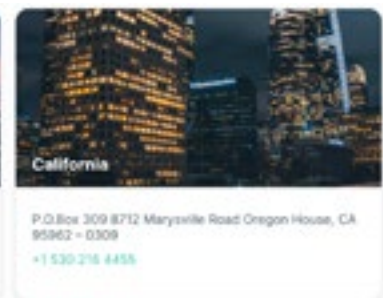 California
P.O.Box 309 8712 Marysville Road Oregon House, CA
95962 - 0309
+1 530 216 4455